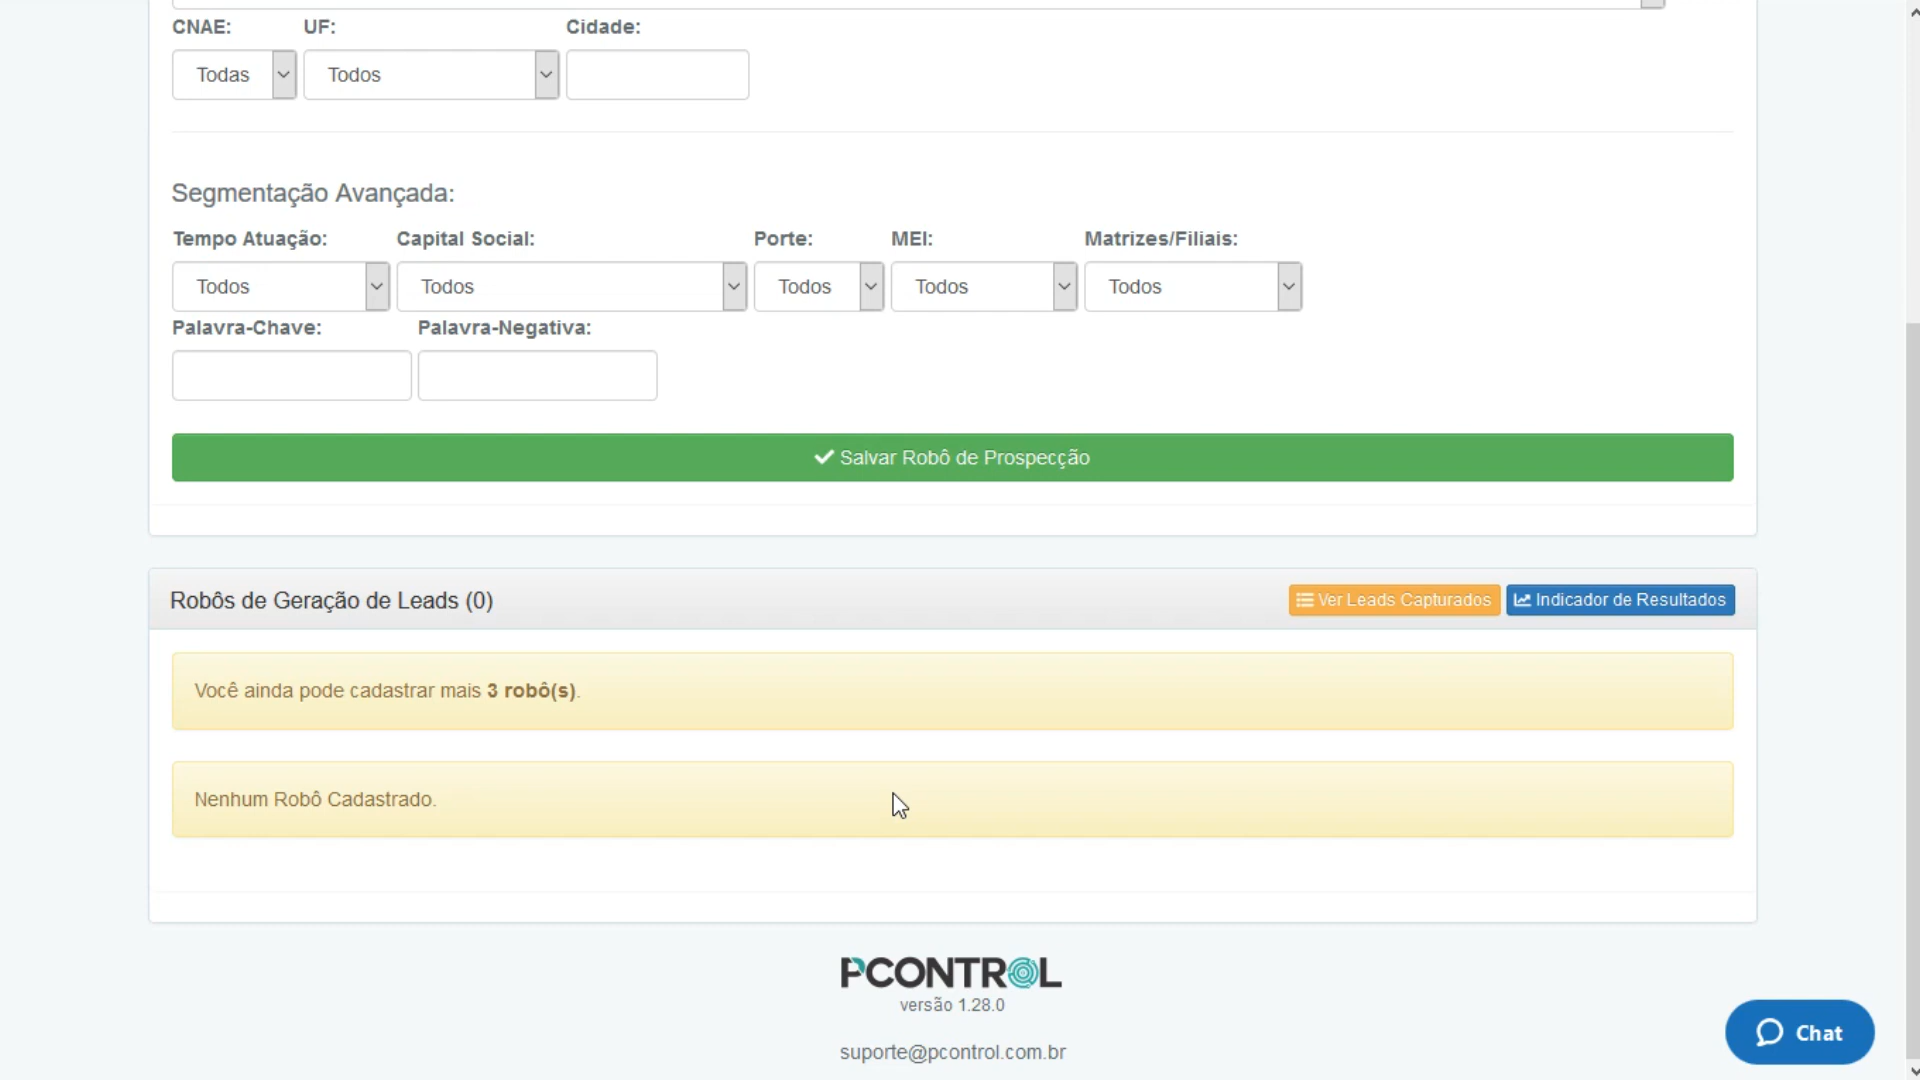 CNAE: UF: Cidade:
Todas Todos
Segmentação Avançada:
Tempo Atuação: Capital Social: Porte: MEI: Matrizes/Filiais:
Todos Todos Todos Todos Todos
Palavra-Chave: Palavra-Negativa:
Salvar Robô de Prospecção
Robôs de Geração de Leads (0) Ver Leads Capturados Indicador de Resultados
Você ainda pode cadastrar mais 3 robô(s).
Nenhum Robô Cadastrado.
PCONTROL
versão 1.28.0
Chat
suporte@pcontrol.com.br